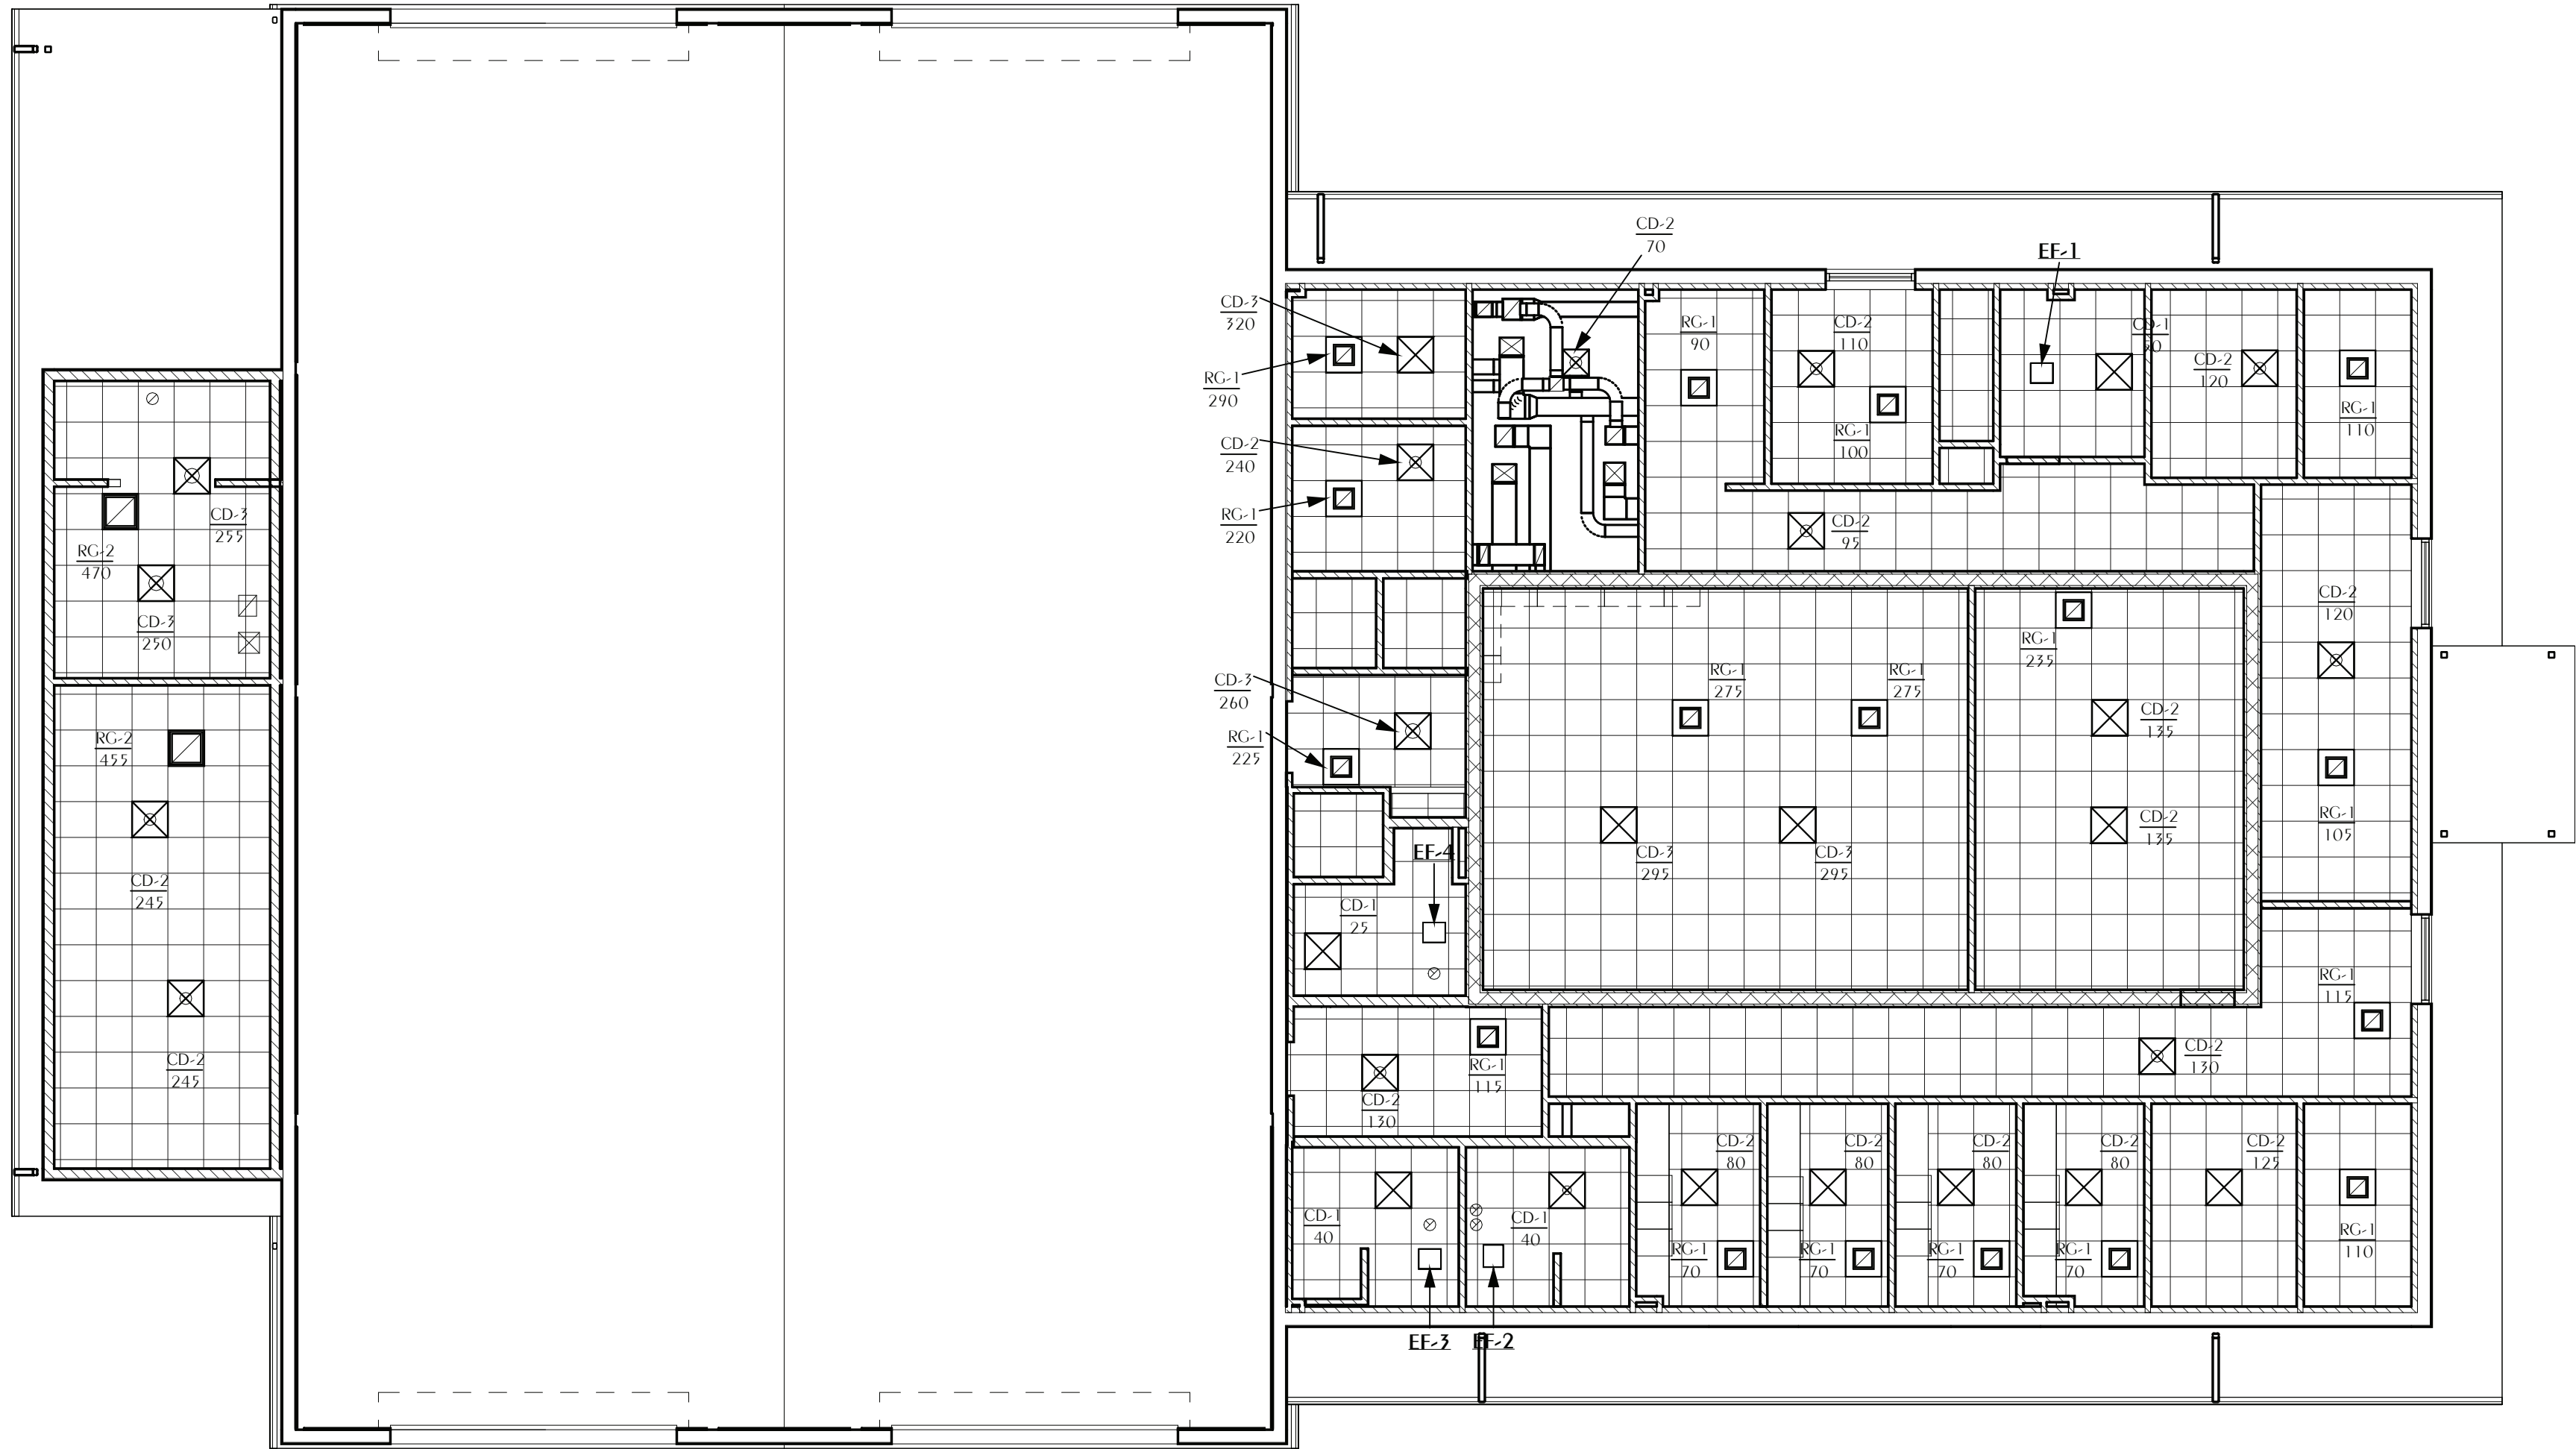 CD-2
70
EF-1
CD-3
320
RG-1
290
CD-2
240
RG-1
220
RG-1
90
CD-2
110
RG-1
100
CD-1
CD-2
120
RG-1
110
CD-2
95
CD-3
255
RG-2
470
CD-3
250
RG-2
455
CD-2
245
CD-2
245
CD-3
260
RG-1
225
RG-1
275
RG-1
275
RG-1
235
CD-2
135
CD-2
135
CD-3
295
CD-3
295
CD-2
120
RG-1
105
EF-4
CD-1
25
RG-1
115
CD-2
130
RG-1
115
CD-2
130
CD-1
40
CD-1
40
CD-2
80
CD-2
80
CD-2
80
CD-2
80
CD-2
125
RG-1
70
RG-1
70
RG-1
70
RG-1
70
RG-1
110
EF-3
EF-2